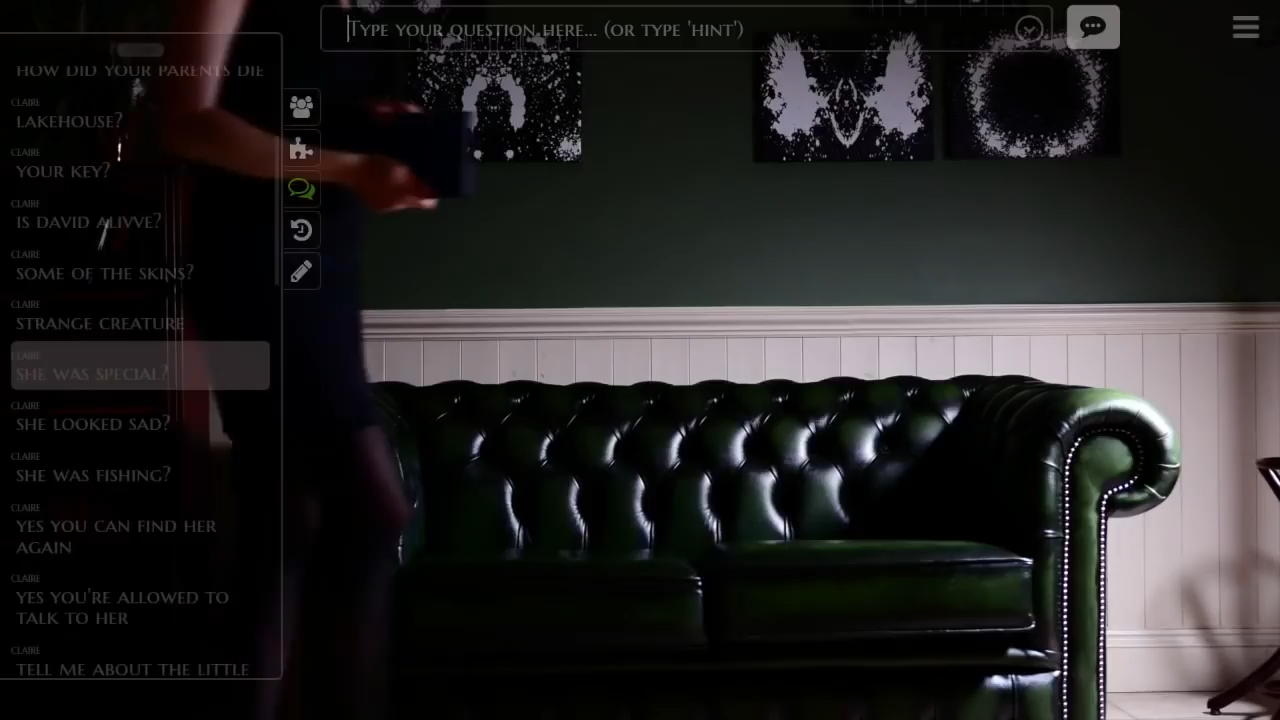 Type your question here... (or type 'hint')
How did your parents die
Claire
Lakehouse?
Claire
Your key?
Claire
Is David alivve?
Claire
Some of the skins?
Claire
Strange creature
Claire
She was special?
Claire
She looked sad?
Claire
She was fishing?
Claire
Yes you can find her
again
Claire
Yes you're allowed to
talk to her
Claire
Tell me about the little